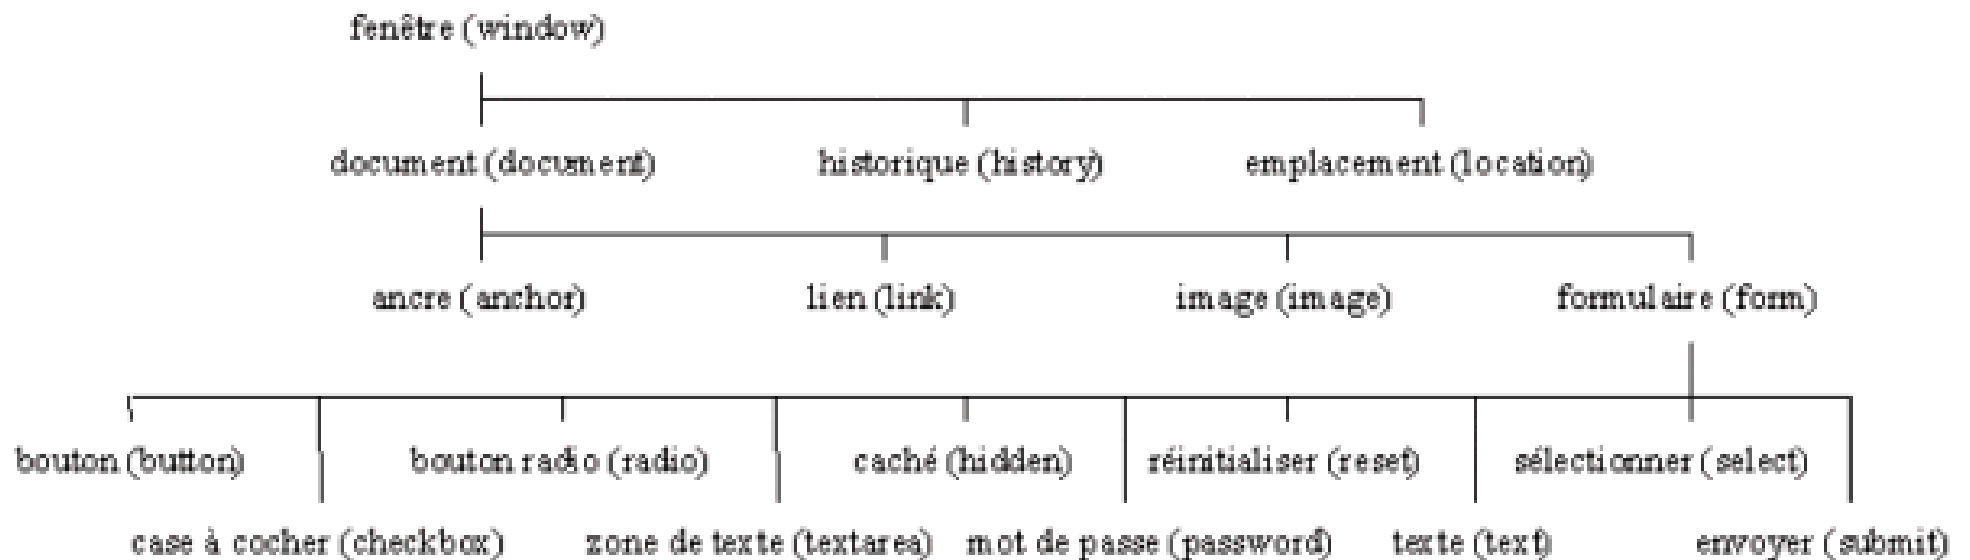 fenêtre (window)
document (document) historique (history) emplacement (location)
ancre (anchor) lien (link) image (image) formulaire (form)
bouton (button) bouton radio (radio) caché (hidden) réinitialiser (reset) sélectionner (select)
case à cocher (checkbox) zone de texte (textarea) mot de passe (password) texte (text) envoyer (submit)